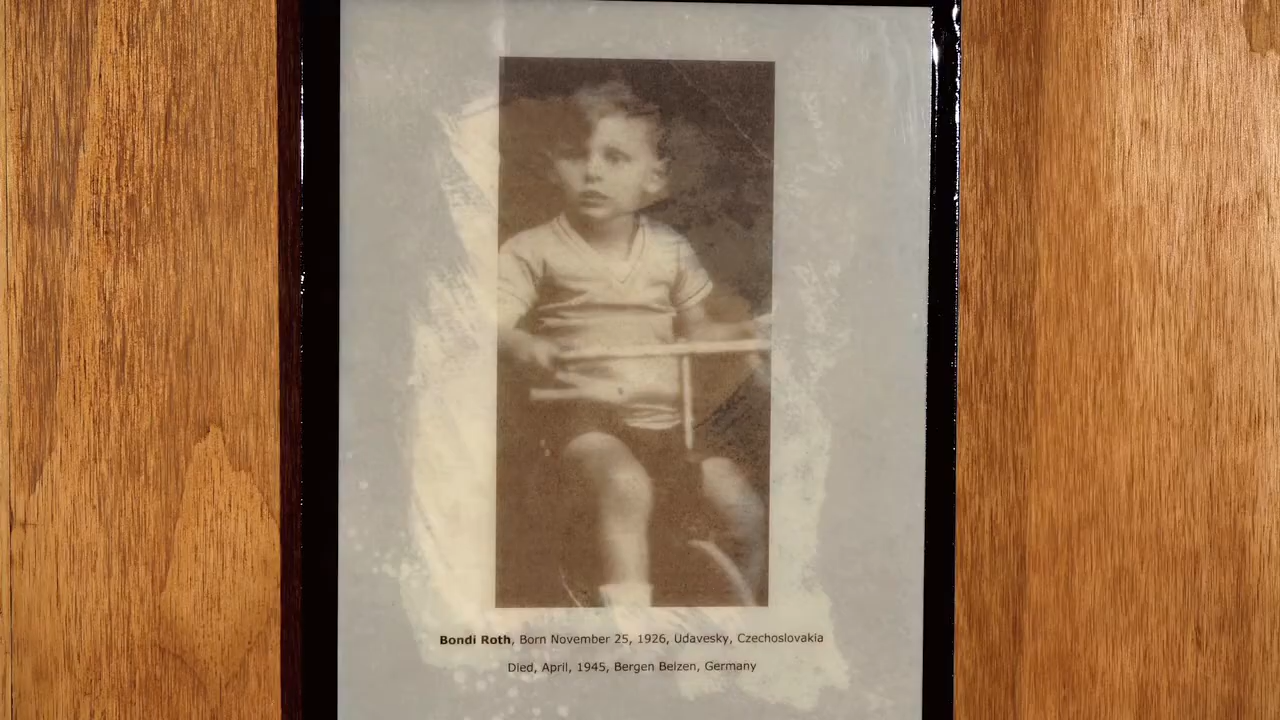 Bondi Roth, Born November 25, 1926, Udavesky, Czechoslovakia
Died, April, 1945, Bergen Belzen, Germany